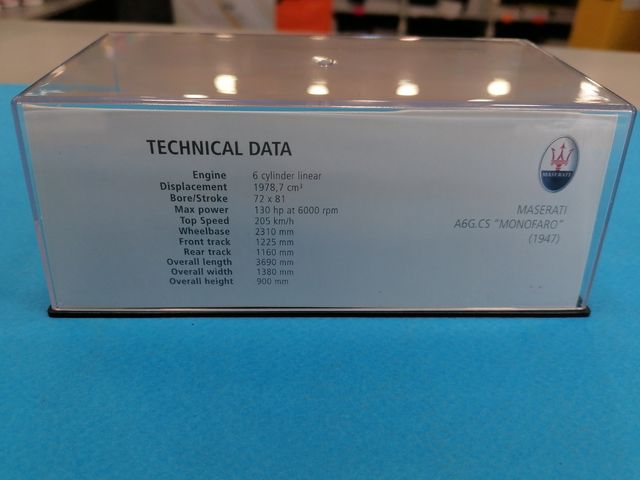 TECHNICAL DATA
Engine 6 cylinder linear
Displacement 1978,7 cm³
Bore/Stroke 72 x 81
Max power 130 hp at 6000 rpm
Top Speed 205 km/h
Wheelbase 2310 mm
Front track 1225 mm
Rear track 1160 mm
Overall length 3690 mm
Overall width 1380 mm
Overall height 900 mm
MASERATI
MASERATI
A6G.CS "MONOFARO"
(1947)